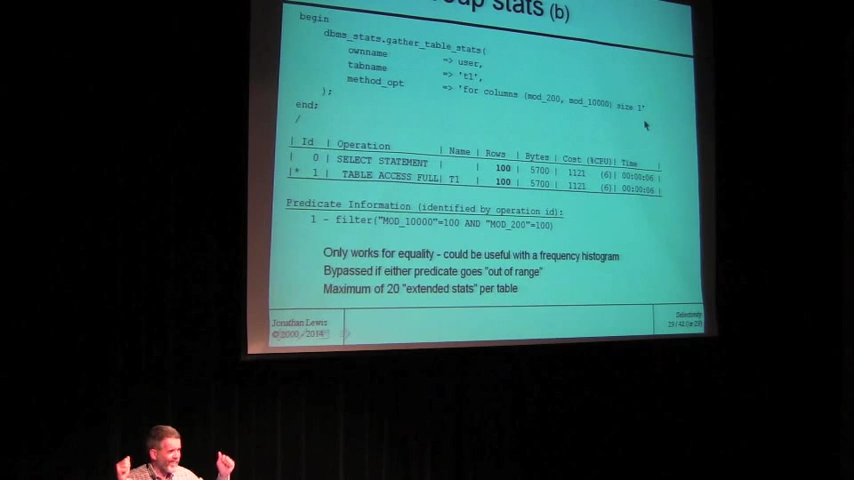 stats (b)
begin
dbms_stats.gather_table_stats(
ownname => user,
tabname => 't1',
method_opt => 'for columns (mod_200, mod_10000) size 1'
);
end;
/
| Id | Operation | Name | Rows | Bytes | Cost (%CPU)| Time |
| 0 | SELECT STATEMENT | | 100 | 5700 | 1121 (6)| 00:00:06 |
|* 1 | TABLE ACCESS FULL| T1 | 100 | 5700 | 1121 (6)| 00:00:06 |
Predicate Information (identified by operation id):
1 - filter("MOD_10000"=100 AND "MOD_200"=100)
Only works for equality - could be useful with a frequency histogram
Bypassed if either predicate goes "out of range"
Maximum of 20 "extended stats" per table
Jonathan Lewis
© 2000 / 2014
Selectivity